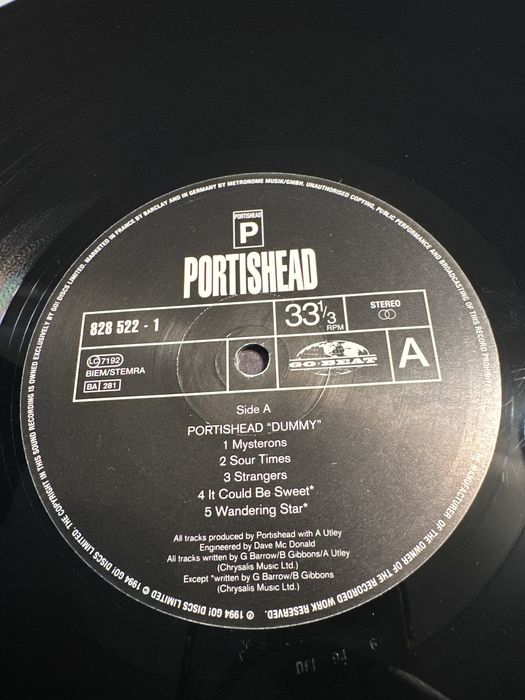 PORTISHEAD
P
PORTISHEAD
828 522 - 1
33 1/3
RPM
STEREO
LC 7192
BIEM/STEMRA
BA 281
GO·BEAT
A
Side A
PORTISHEAD "DUMMY"
1 Mysterons
2 Sour Times
3 Strangers
4 It Could Be Sweet*
5 Wandering Star*
All tracks produced by Portishead with A Utley
Engineered by Dave Mc Donald
All tracks written by G Barrow/B Gibbons/A Utley
(Chrysalis Music Ltd.)
Except *written by G Barrow/B Gibbons
(Chrysalis Music Ltd.)
℗ 1994 GO! DISCS LIMITED © 1994 GO! DISCS LIMITED. THE COPYRIGHT IN THIS SOUND RECORDING IS OWNED EXCLUSIVELY BY GO! DISCS LIMITED. MARKETED IN FRANCE BY BARCLAY AND IN GERMANY BY METRONOME MUSIK/GMBH. UNAUTHORISED COPYING, PUBLIC PERFORMANCE AND BROADCASTING OF THIS RECORD PROHIBITED
MANUFACTURER OF THE OWNER OF THE RECORDED WORK RESERVED.